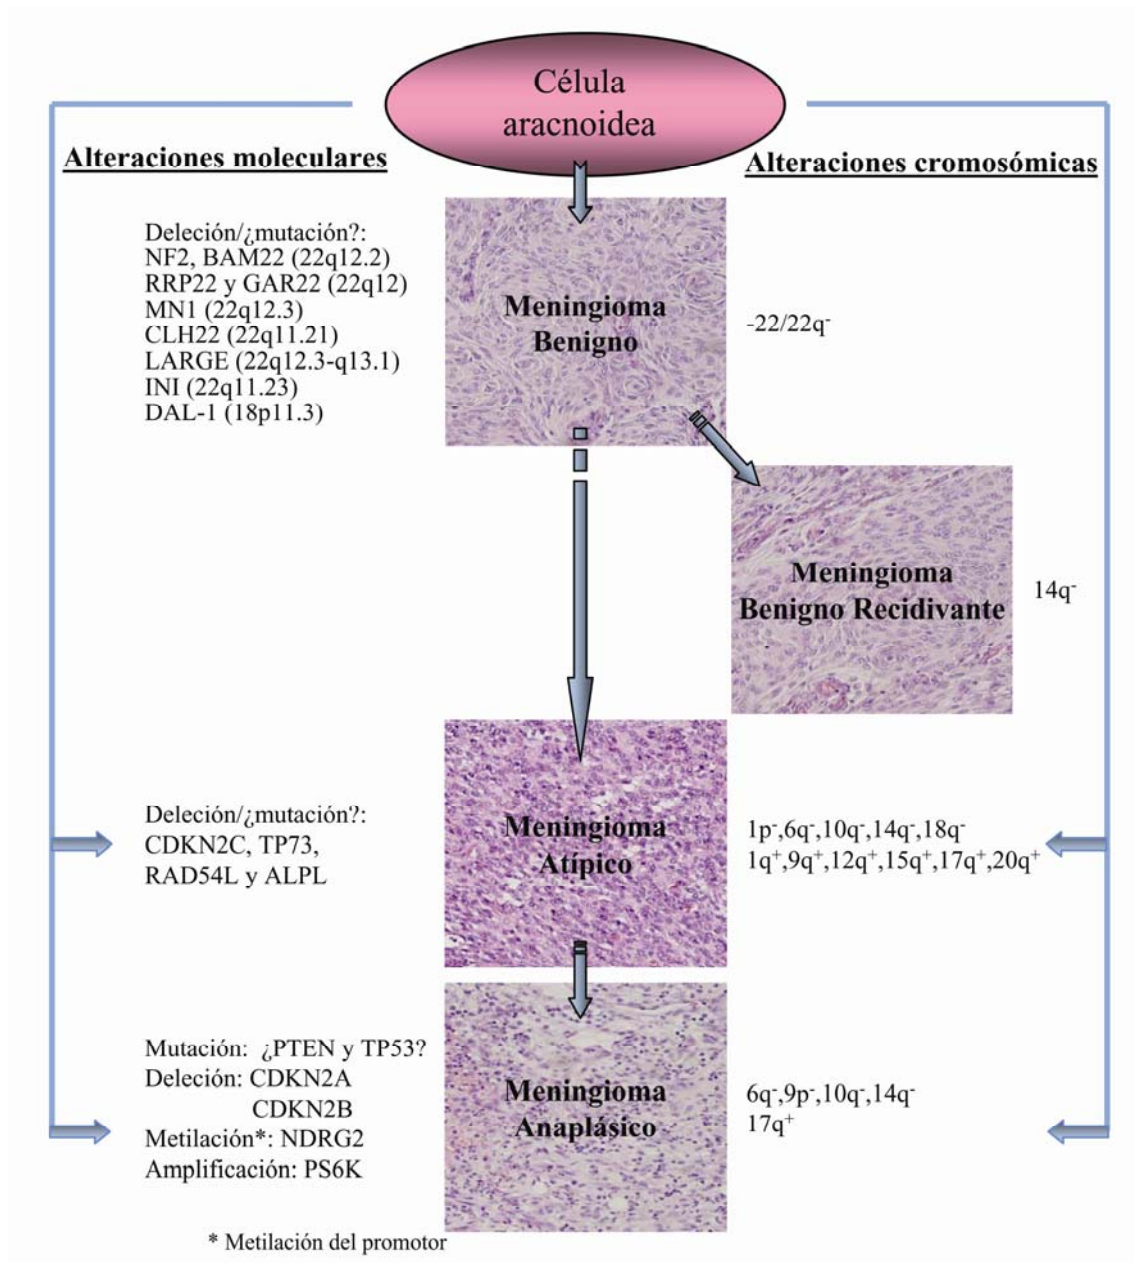 Célula
aracnoidea
Alteraciones moleculares
Alteraciones cromosómicas
Deleción/¿mutación?:
NF2, BAM22 (22q12.2)
RRP22 y GAR22 (22q12)
MN1 (22q12.3)
CLH22 (22q11.21)
LARGE (22q12.3-q13.1)
INI (22q11.23)
DAL-1 (18p11.3)
Meningioma
Benigno
-22/22q⁻
Meningioma
Benigno Recidivante
14q⁻
Deleción/¿mutación?:
CDKN2C, TP73,
RAD54L y ALPL
Meningioma
Atípico
1p⁻,6q⁻,10q⁻,14q⁻,18q⁻
1q⁺,9q⁺,12q⁺,15q⁺,17q⁺,20q⁺
Mutación: ¿PTEN y TP53?
Deleción: CDKN2A
CDKN2B
Metilación*: NDRG2
Amplificación: PS6K
Meningioma
Anaplásico
6q⁻,9p⁻,10q⁻,14q⁻
17q⁺
* Metilación del promotor